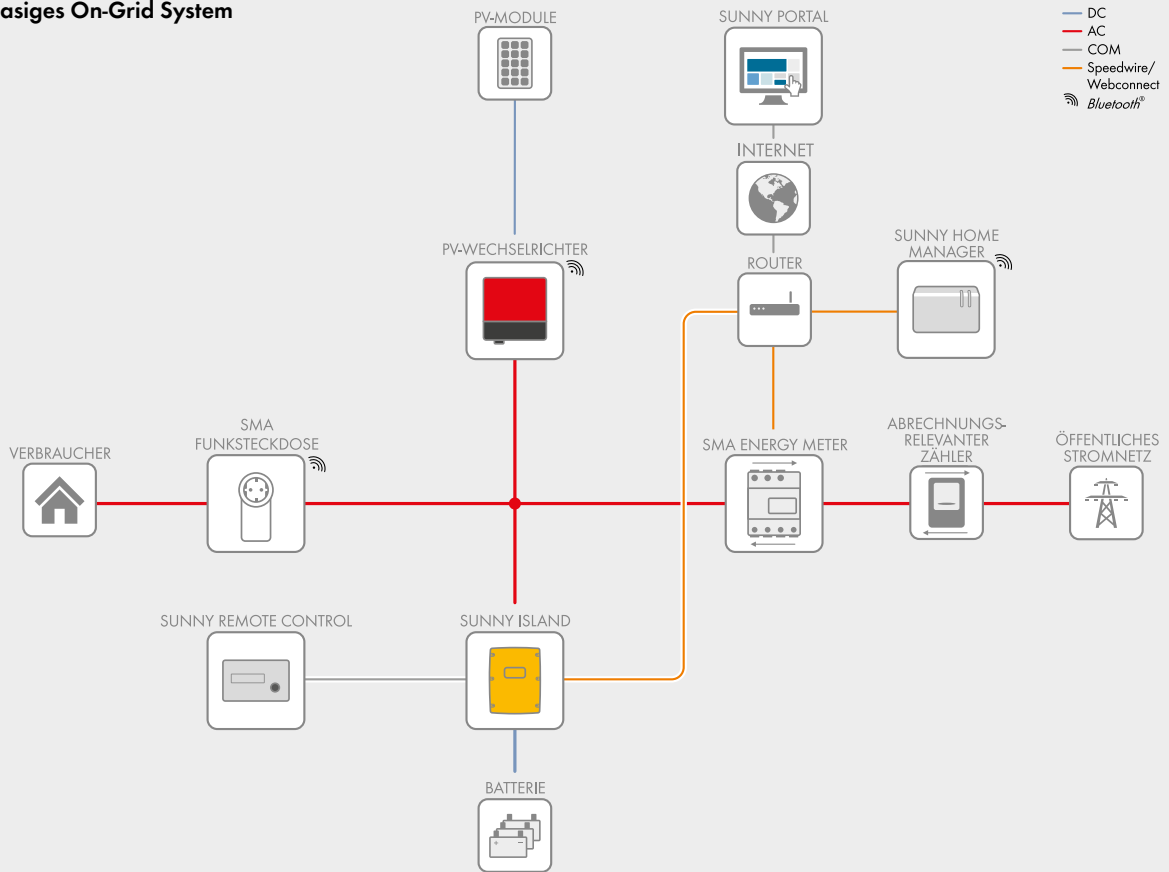 asiges On-Grid System
PV-MODULE
SUNNY PORTAL
DC
AC
COM
Speedwire/
Webconnect
Bluetooth®
INTERNET
PV-WECHSELRICHTER
ROUTER
SUNNY HOME
MANAGER
VERBRAUCHER
SMA
FUNKSTECKDOSE
SMA ENERGY METER
ABRECHNUNGS-
RELEVANTER
ZÄHLER
ÖFFENTLICHES
STROMNETZ
SUNNY REMOTE CONTROL
SUNNY ISLAND
BATTERIE
+ −